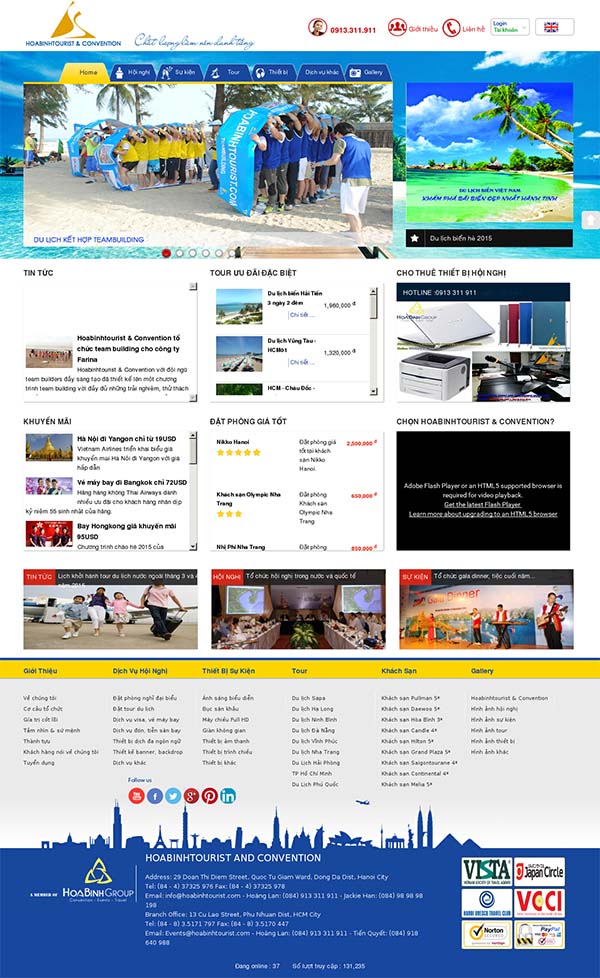 HOABINHTOURIST & CONVENTION
Chất lượng làm nên danh tiếng
0913.311.911
Giới thiệu
Liên hệ
Login
Tài khoản
Home
Hội nghị
Sự kiện
Tour
Thiết bị
Dịch vụ khác
Gallery
HOABINHTOURIST.COM
DU LỊCH KẾT HỢP TEAMBUILDING
DU LỊCH BIỂN VIỆT NAM
KHÁM PHÁ BÃI BIỂN ĐẸP NHẤT HÀNH TINH
Du lịch biển hè 2015
TIN TỨC
Hoabinhtourist & Convention tổ
chức team building cho công ty
Farina
Hoabinhtourist & Convention với đội ngũ
team builders đầy sáng tạo đã thiết kế lên một chương
trình team building với đầy đủ những trải nghiệm, thử thách
TOUR ƯU ĐÃI ĐẶC BIỆT
Du lịch biển Hải Tiến
3 ngày 2 đêm
1,960,000 đ
Chi tiết ...
Du lịch Vũng Tàu -
HCMột
1,320,000 đ
Chi tiết ...
HCM - Châu Đốc -
CHO THUÊ THIẾT BỊ HỘI NGHỊ
HOTLINE :0913 311 911
HOABINHGROUP
KHUYẾN MÃI
Hà Nội đi Yangon chỉ từ 19USD
Vietnam Airlines triển khai biểu giá
khuyến mại Hà Nội đi Yangon với giá
hấp dẫn
Vé máy bay đi Bangkok chỉ 72USD
Hãng hàng không Thai Airways dành
nhiều ưu đãi cho khách hàng nhân dịp
kỷ niệm 55 sinh nhật của hãng.
Bay Hongkong giá khuyến mãi
95USD
Chương trình chào hè 2015 của
ĐẶT PHÒNG GIÁ TỐT
Nikko Hanoi
Đặt phòng giá
tốt tại khách
sạn Nikko
Hanoi.
2,500,000 đ
Khách sạn Olympic Nha
Trang
Đặt phòng
Khách sạn
Olympic Nha
Trang
650,000 đ
Nhị Phi Nha Trang
Đặt phòng
850,000 đ
CHỌN HOABINHTOURIST & CONVENTION?
Adobe Flash Player or an HTML5 supported browser is
required for video playback.
Get the latest Flash Player
Learn more about upgrading to an HTML5 browser
TIN TỨC
Lịch khởi hành tour du lịch nước ngoài tháng 3 và 4
năm 2015
HỘI NGHỊ
Tổ chức hội nghị trong nước và quốc tế
SỰ KIỆN
Tổ chức gala dinner, tiệc cuối năm...
Gala Dinner
Giới Thiệu
Về chúng tôi
Cơ cấu tổ chức
Gía trị cốt lõi
Tầm nhìn & sứ mệnh
Thành tựu
Khách hàng nói về chúng tôi
Tuyển dụng
Dịch Vụ Hội Nghị
Đặt phòng nghỉ đại biểu
Đặt tour du lịch
Dịch vụ visa, vé máy bay
Dịch vụ đón, tiễn sân bay
Thiết bị dịch đa ngôn ngữ
Thiết kế banner, backdrop
Dịch vụ khác
Thiết Bị Sự Kiện
Ánh sáng biểu diễn
Bục sân khấu
Máy chiếu Full HD
Giàn không gian
Thiết bị âm thanh
Thiết bị trình chiếu
Thiết bị khác
Tour
Du lịch Sapa
Du lịch Hạ Long
Du lịch Ninh Bình
Du lịch Đà Nẵng
Du lịch Vĩnh Phúc
Du lịch Nha Trang
Du Lịch Hải Phòng
TP Hồ Chí Minh
Du Lịch Phú Quốc
Khách Sạn
Khách sạn Pullman 5*
Khách sạn Daewoo 5*
Khách sạn Hòa Bình 3*
Khách sạn Candle 4*
Khách sạn Hilton 5*
Khách sạn Grand Plaza 5*
Khách sạn Saigontourane 4*
Khách sạn Continental 4*
Khách sạn Melia 5*
Gallery
Hoabinhtourist & Convention
Hình ảnh hội nghị
Hình ảnh sự kiện
Hình ảnh tour
Hình ảnh thiết bị
Hình ảnh khác
Follow us
A MEMBER OF
HOABINHGROUP
Convention - Events - Travel
HOABINHTOURIST AND CONVENTION
Address: 29 Doan Thi Diem Street, Quoc Tu Giam Ward, Dong Da Dist, Hanoi City
Tel: (84 - 4) 37325 976 Fax: (84 - 4) 37325 978
Email: info@hoabinhtourist.com - Hoàng Lan: (084) 913 311 911 - Jackie Han: (084) 98 98 98
198
Branch Office: 13 Cu Lao Street, Phu Nhuan Dist, HCM City
Tel: (84 - 8) 3.5171 797 Fax: (84 - 8) 3.5170 447
Email: Events@hoabinhtourist.com - Hoàng Lan: (084) 913 311 911 - Tiến Quyết: (084) 918
640 988
VISTA
VIETNAM SOCIETY OF TRAVEL AGENTS
Japan Circle
HANOI UNESCO TRAVEL CLUB
VCCI
Norton
SECURED
PayPal
Đang online : 37
Số lượt truy cập : 131,235